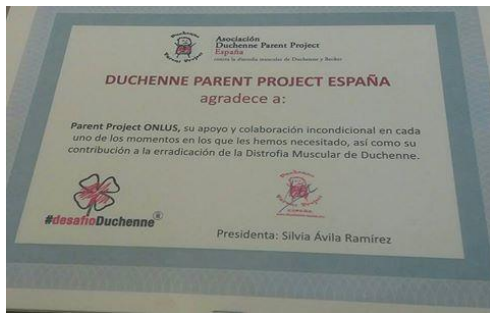 Asociación
Duchenne Parent Project
España
contra la distrofia muscular de Duchenne y Becker
DUCHENNE PARENT PROJECT ESPAÑA
agradece a:
Parent Project ONLUS, su apoyo y colaboración incondicional en cada
uno de los momentos en los que les hemos necesitado, así como su
contribución a la erradicación de la Distrofia Muscular de Duchenne.
#desafíoDuchenne®
Presidenta: Silvia Ávila Ramírez